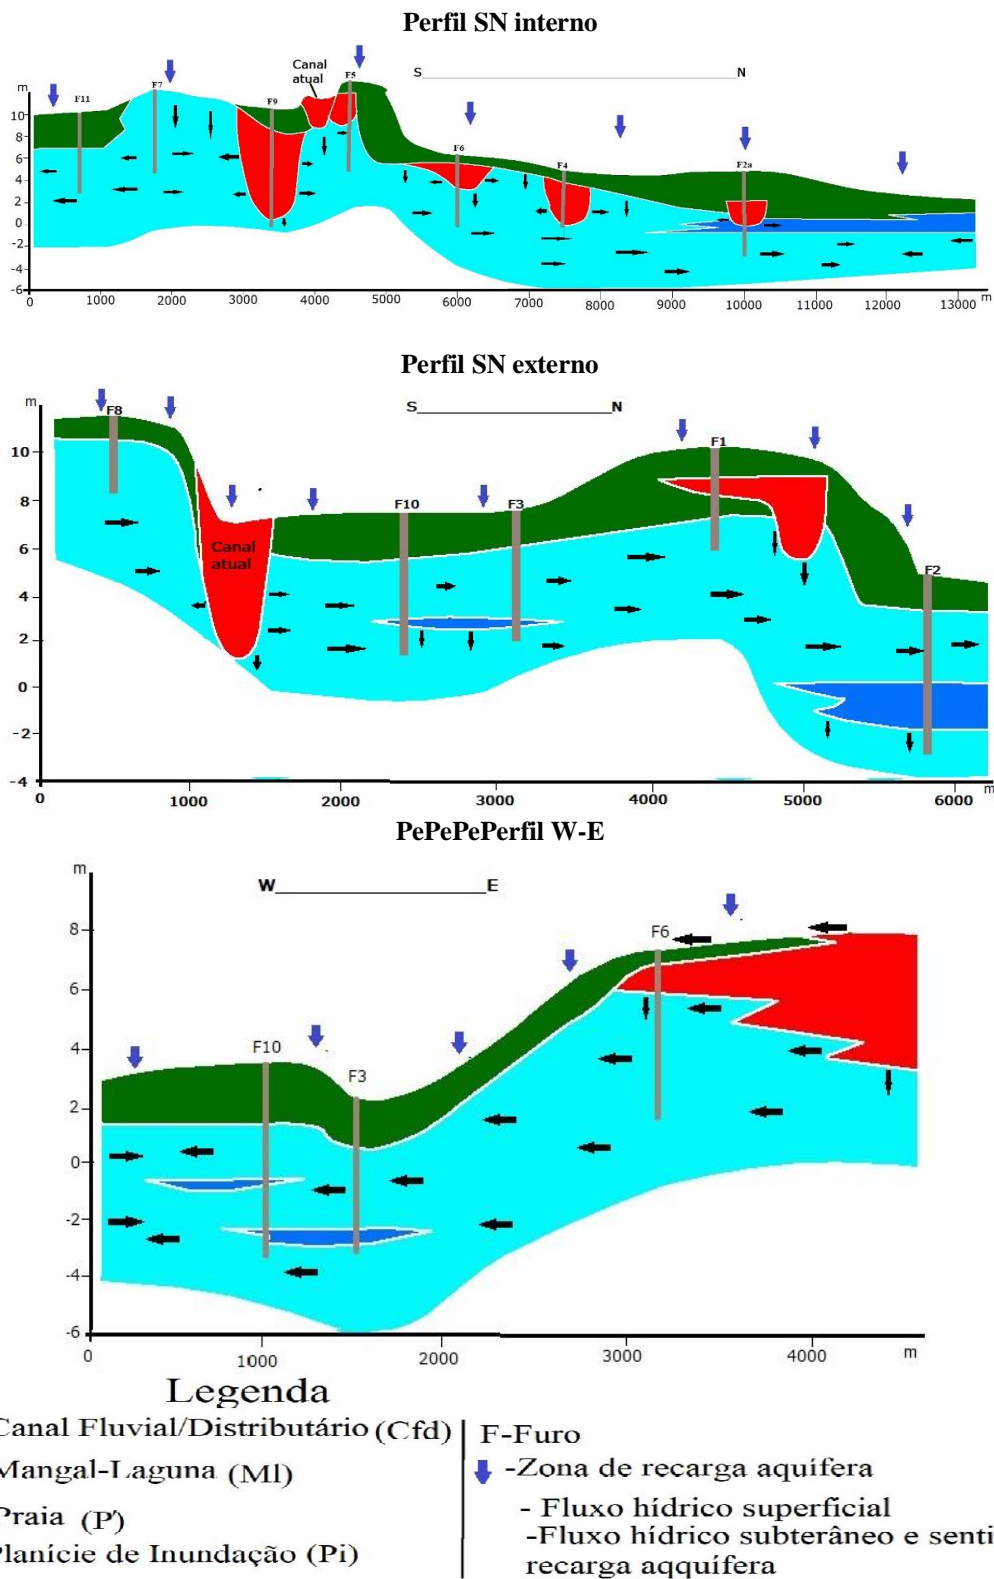 Perfil SN interno
m
S N
Canal
atual
F11
F7
F9
F5
F6
F4
F2a
10
8
6
4
2
0
-2
-4
-6
0 1000 2000 3000 4000 5000 6000 7000 8000 9000 10000 11000 12000 13000 m
Perfil SN externo
m
S N
F8
Canal
atual
F10
F3
F1
F2
10
8
6
4
2
0
-2
-4
0 1000 2000 3000 4000 5000 6000 m
PePePePerfil W-E
m
W E
F10
F3
F6
8
6
4
2
0
-2
-4
-6
0 1000 2000 3000 4000 m
Legenda
Canal Fluvial/Distributário (Cfd)
Mangal-Laguna (Ml)
Praia (P)
Planície de Inundação (Pi)
F-Furo
-Zona de recarga aquífera
- Fluxo hídrico superficial
-Fluxo hídrico subterâneo e senti
recarga aqquífera